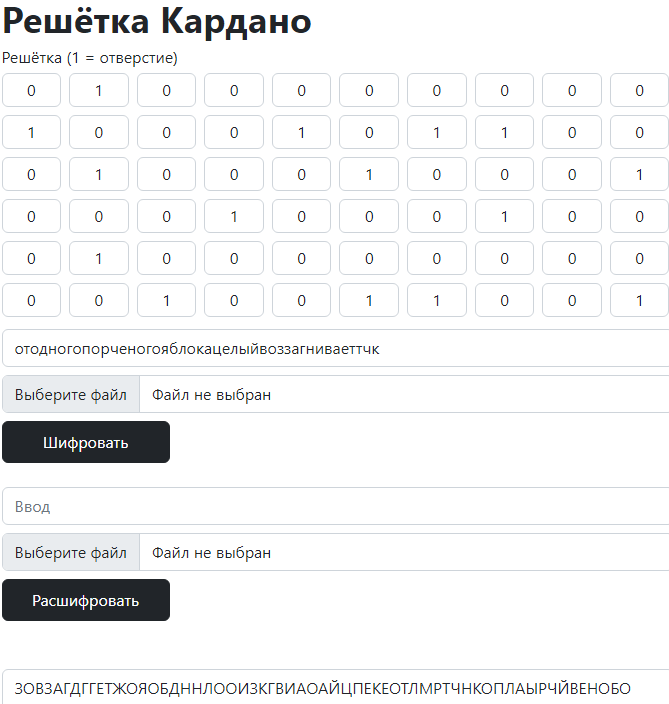 Решётка Кардано
Решётка (1 = отверстие)
0 1 0 0 0 0 0 0 0 0
1 0 0 0 1 0 1 1 0 0
0 1 0 0 0 1 0 0 0 1
0 0 0 1 0 0 0 1 0 0
0 1 0 0 0 0 0 0 0 0
0 0 1 0 0 1 1 0 0 1
отодногопорченогояблокацелыйвоззагниваеттчк
Выберите файл Файл не выбран
Шифровать
Ввод
Выберите файл Файл не выбран
Расшифровать
ЗОВЗАГДГГЕТЖОЯОБДННЛООИЗКГВИАОАЙЦПЕКЕОТЛМРТЧНКОПЛАЫРЧЙВЕНОБО